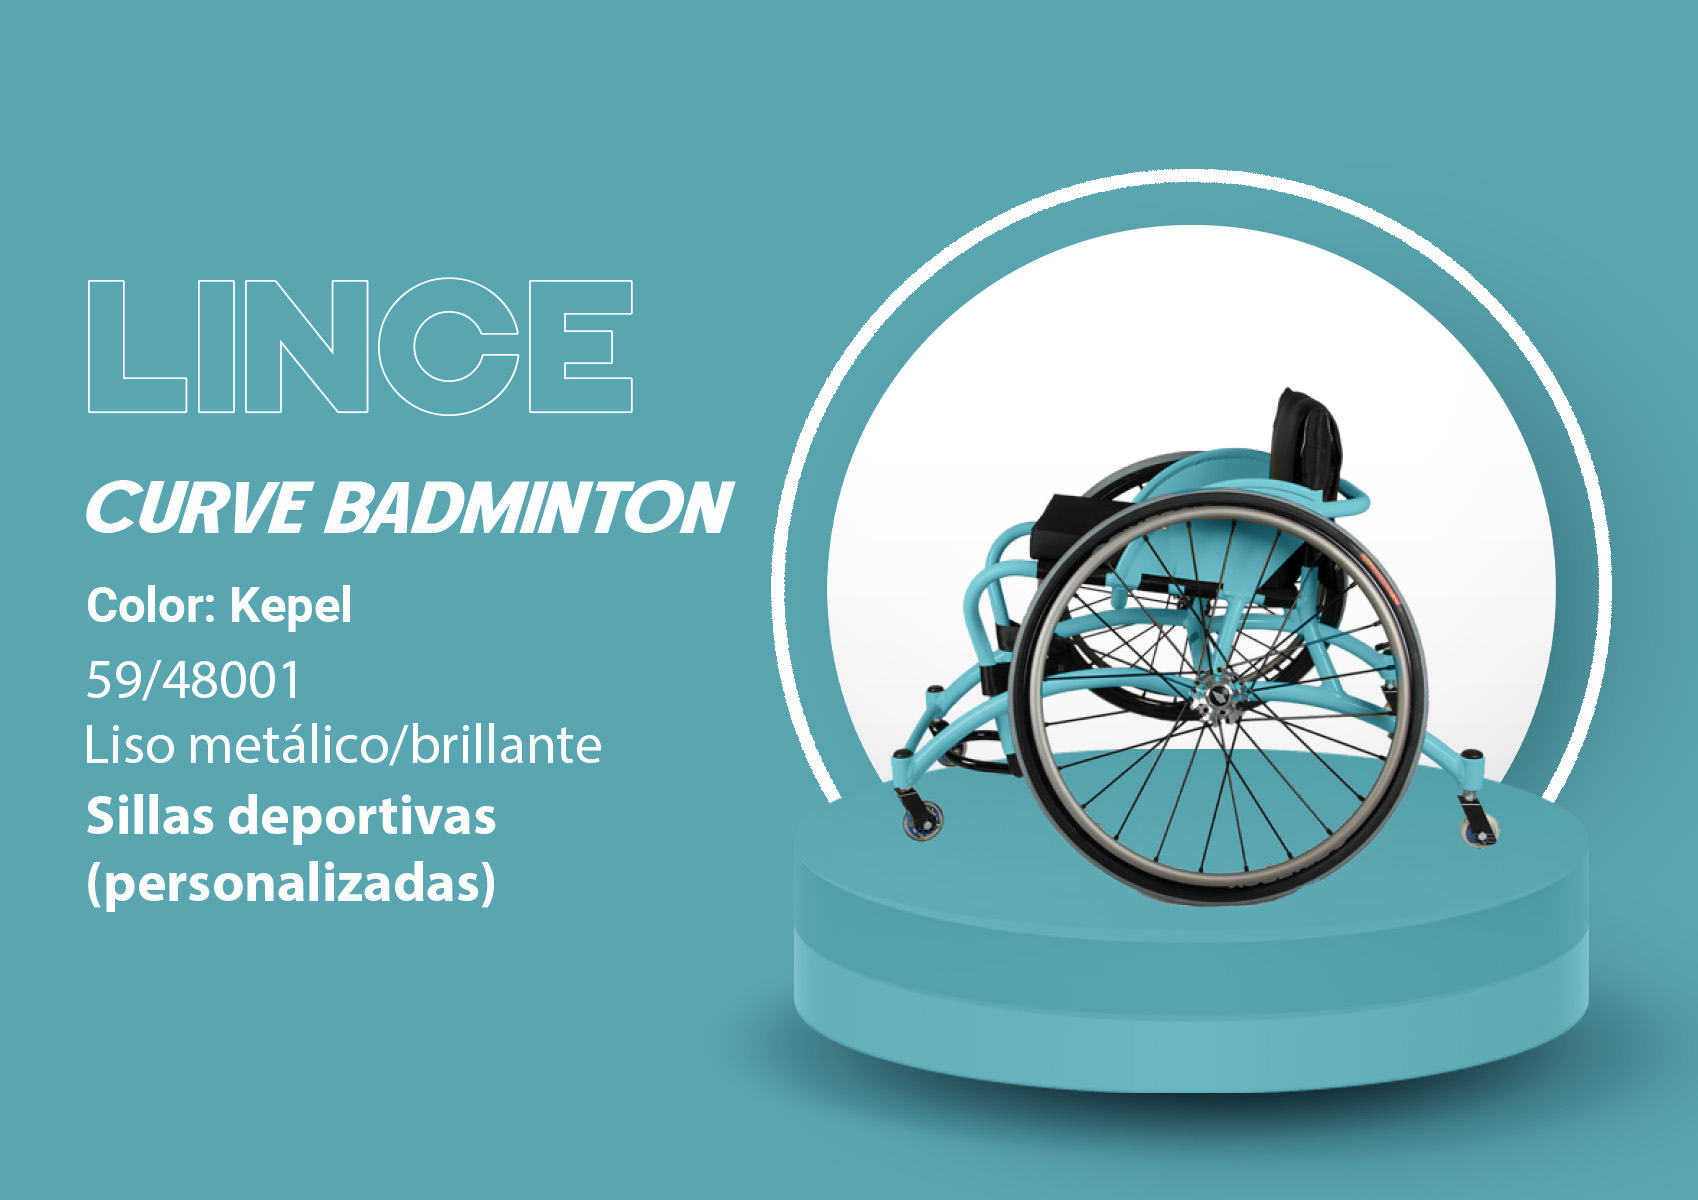 LINCE
CURVE BADMINTON
Color: Kepel
59/48001
Liso metálico/brillante
Sillas deportivas
(personalizadas)